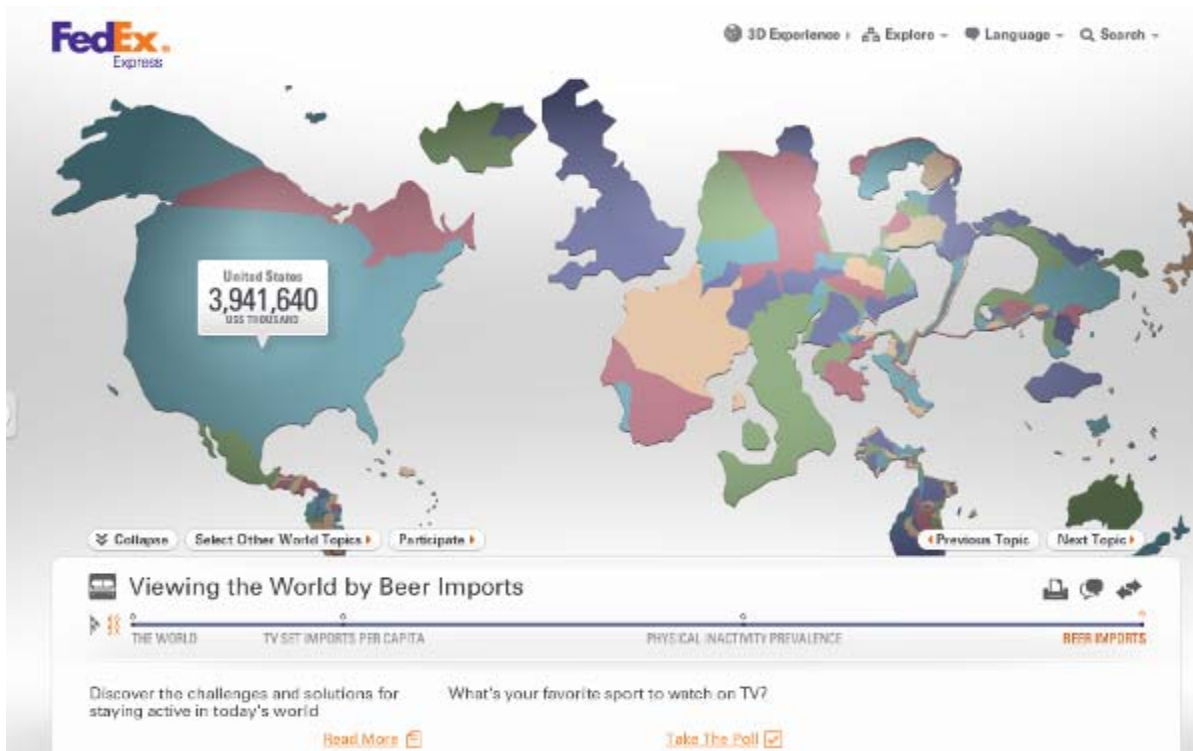 FedEx.
Express
3D Experience Explore Language Search
United States
3,941,640
US$ THOUSAND
Collapse Select Other World Topics Participate Previous Topic Next Topic
Viewing the World by Beer Imports
THE WORLD TV SET IMPORTS PER CAPITA PHYSICAL INACTIVITY PREVALENCE BEER IMPORTS
Discover the challenges and solutions for What's your favorite sport to watch on TV?
staying active in today's world
Read More Take The Poll